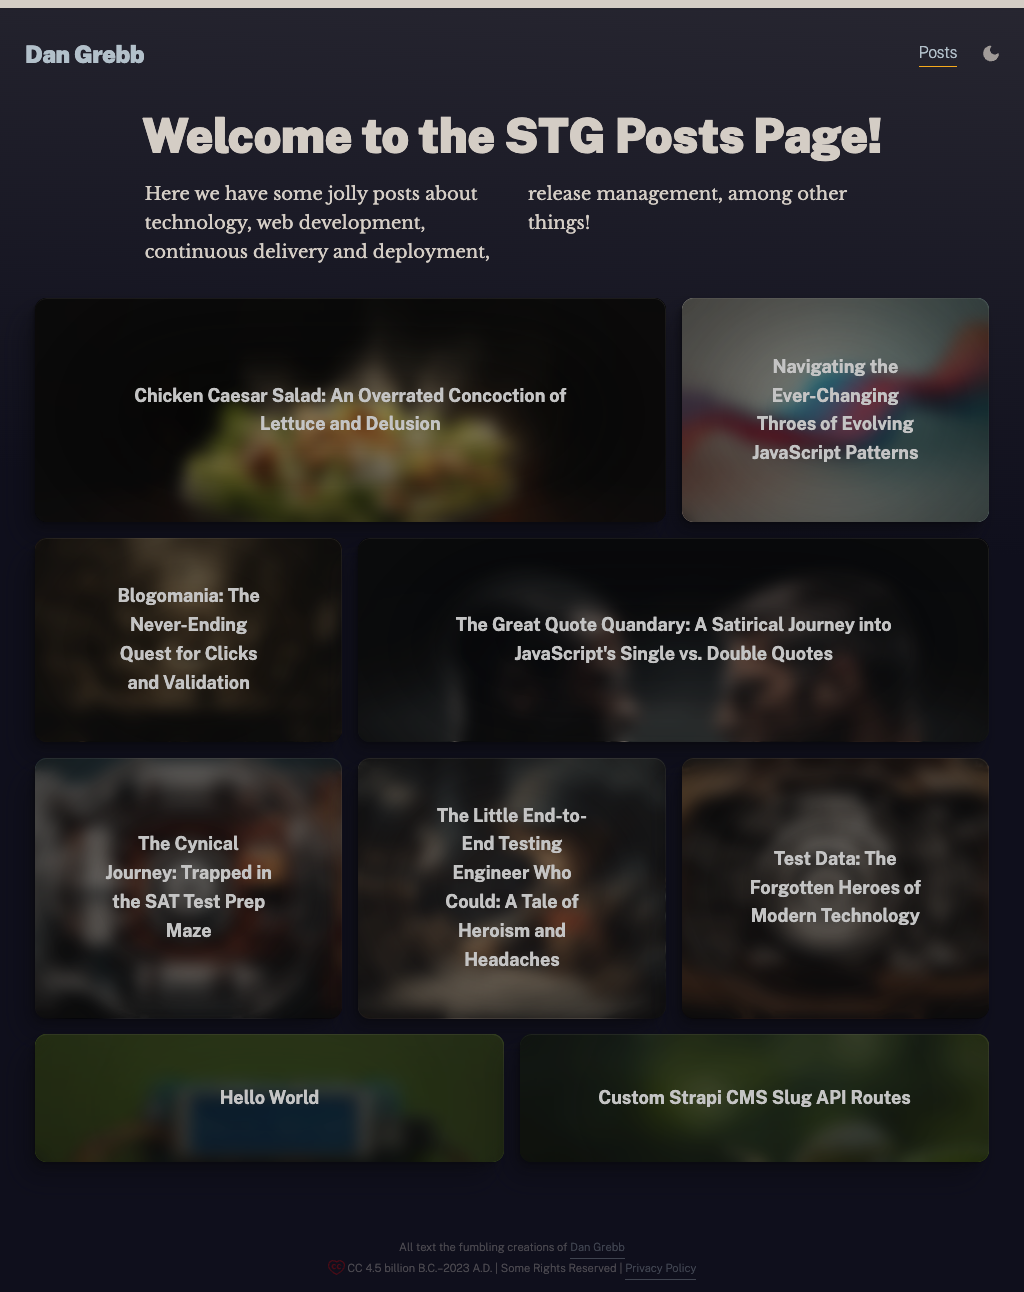 Dan Grebb
Posts
Welcome to the STG Posts Page!
Here we have some jolly posts about
technology, web development,
continuous delivery and deployment,
release management, among other
things!
Chicken Caesar Salad: An Overrated Concoction of
Lettuce and Delusion
Navigating the
Ever-Changing
Throes of Evolving
JavaScript Patterns
Blogomania: The
Never-Ending
Quest for Clicks
and Validation
The Great Quote Quandary: A Satirical Journey into
JavaScript's Single vs. Double Quotes
The Cynical
Journey: Trapped in
the SAT Test Prep
Maze
The Little End-to-
End Testing
Engineer Who
Could: A Tale of
Heroism and
Headaches
Test Data: The
Forgotten Heroes of
Modern Technology
Hello World
Custom Strapi CMS Slug API Routes
All text the fumbling creations of Dan Grebb
CC 4.5 billion B.C.–2023 A.D. | Some Rights Reserved | Privacy Policy